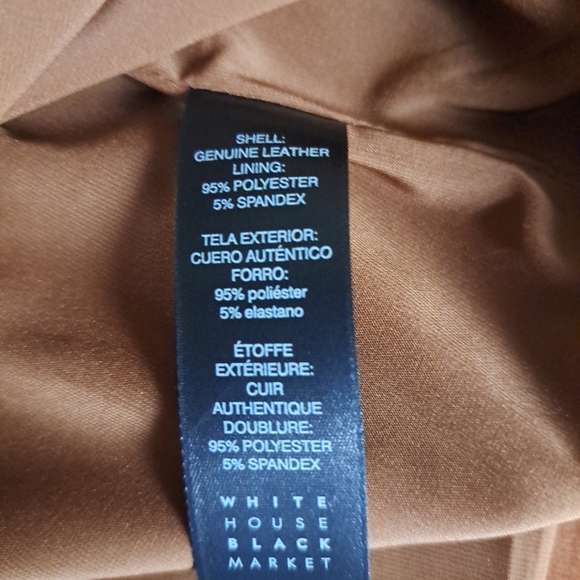 SHELL:
GENUINE LEATHER
LINING:
95% POLYESTER
5% SPANDEX
TELA EXTERIOR:
CUERO AUTÉNTICO
FORRO:
95% poliéster
5% elastano
ÉTOFFE
EXTÉRIEURE:
CUIR
AUTHENTIQUE
DOUBLURE:
95% POLYESTER
5% SPANDEX
WHITE
HOUSE
BLACK
MARKET